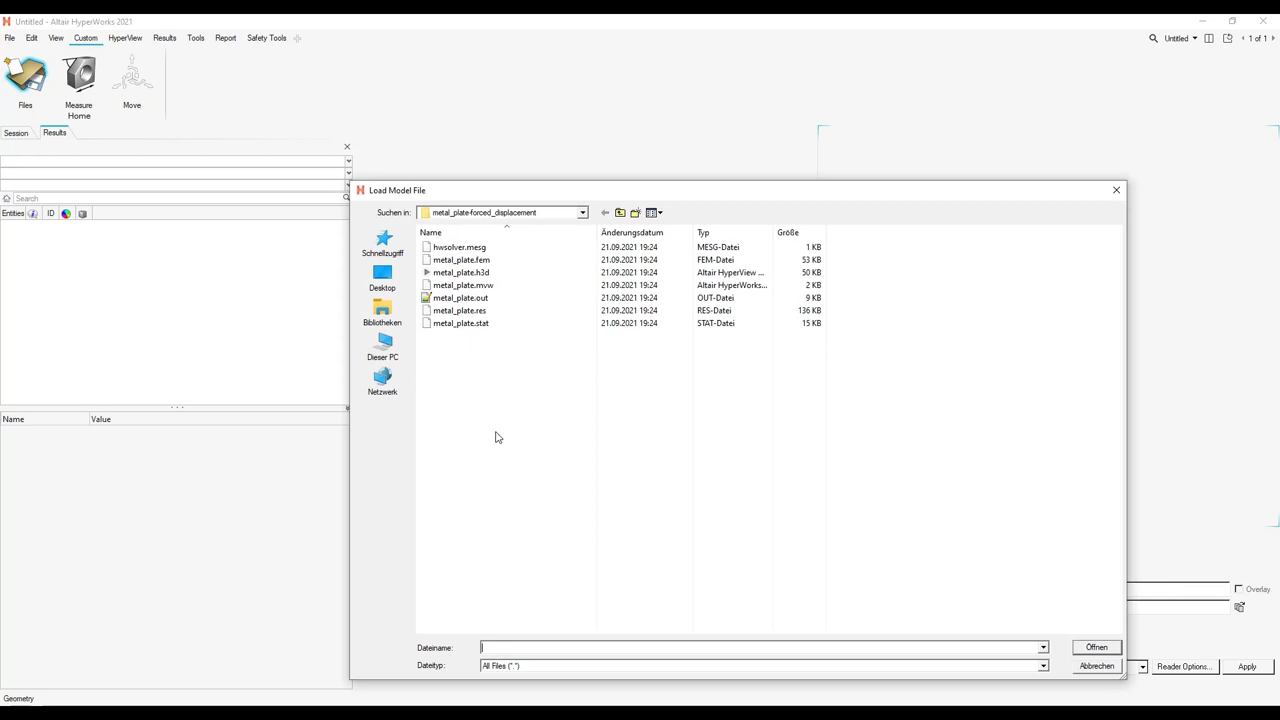 Untitled - Altair HyperWorks 2021
File Edit View Custom HyperView Results Tools Report Safety Tools
Untitled 1 of 1
Files Measure Move
Home
Session Results
Search
Entities ID
Name Value
Load Model File
Suchen in: metal_plate-forced_displacement
Name Änderungsdatum Typ Größe
hwsolver.mesg 21.09.2021 19:24 MESG-Datei 1 KB
metal_plate.fem 21.09.2021 19:24 FEM-Datei 53 KB
metal_plate.h3d 21.09.2021 19:24 Altair HyperView ... 50 KB
metal_plate.mvw 21.09.2021 19:24 Altair HyperWorks... 2 KB
metal_plate.out 21.09.2021 19:24 OUT-Datei 9 KB
metal_plate.res 21.09.2021 19:24 RES-Datei 136 KB
metal_plate.stat 21.09.2021 19:24 STAT-Datei 15 KB
Schnellzugriff
Desktop
Bibliotheken
Dieser PC
Netzwerk
Dateiname: Öffnen
Dateityp: All Files (*.*) Abbrechen
Overlay
Reader Options... Apply
Geometry